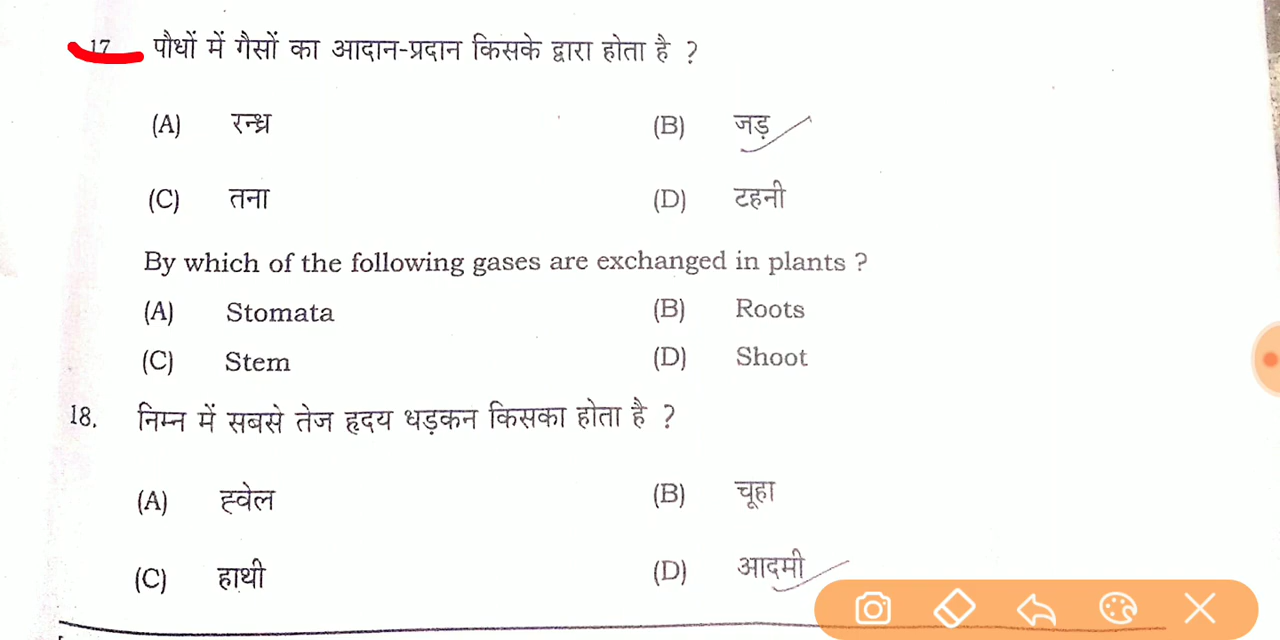 17 पौधों में गैसों का आदान-प्रदान किसके द्वारा होता है ?
(A) रन्ध्र (B) जड़
(C) तना (D) टहनी
By which of the following gases are exchanged in plants ?
(A) Stomata (B) Roots
(C) Stem (D) Shoot
18. निम्न में सबसे तेज हृदय धड़कन किसका होता है ?
(A) ह्वेल (B) चूहा
(C) हाथी (D) आदमी